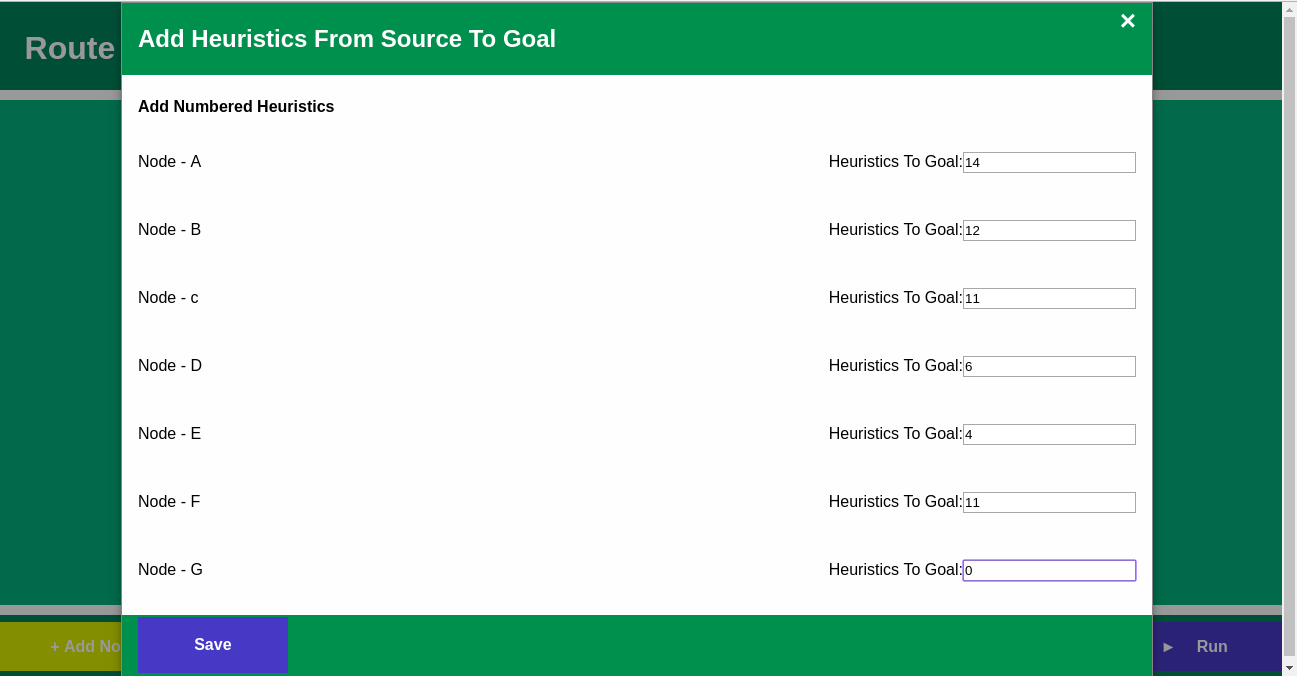 Route
Add Heuristics From Source To Goal
×
Add Numbered Heuristics
Node - A Heuristics To Goal: 14
Node - B Heuristics To Goal: 12
Node - c Heuristics To Goal: 11
Node - D Heuristics To Goal: 6
Node - E Heuristics To Goal: 4
Node - F Heuristics To Goal: 11
Node - G Heuristics To Goal: 0
+ Add No
Save
► Run